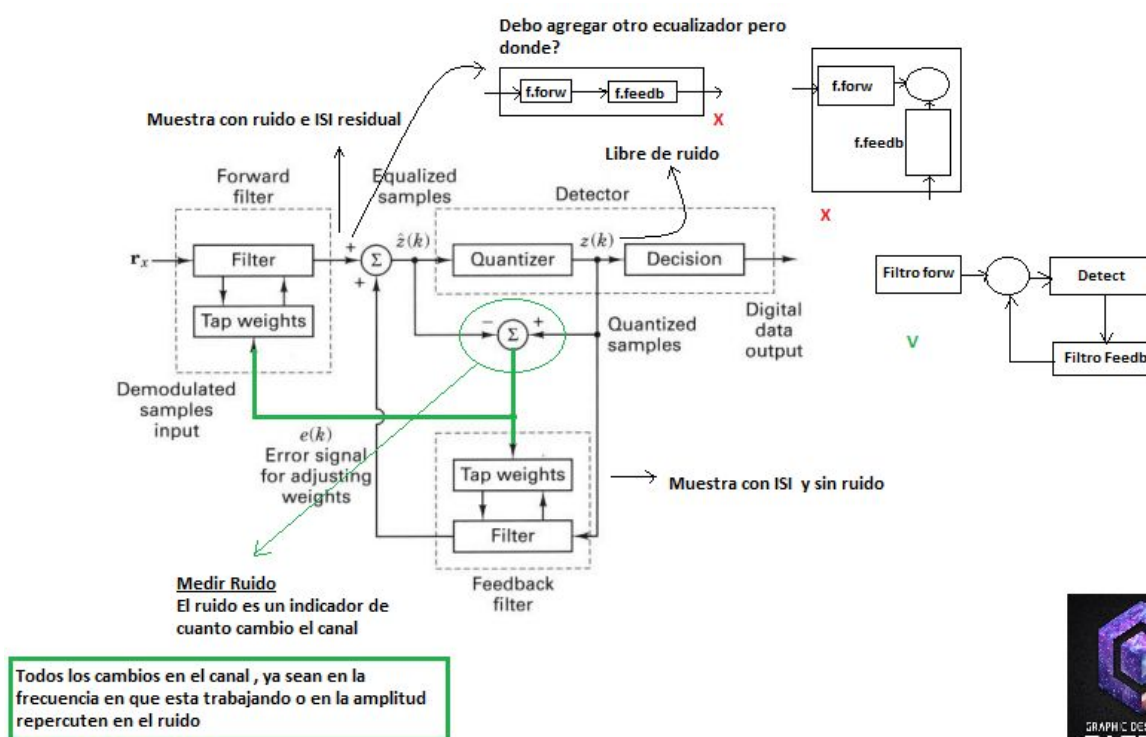 Debo agregar otro ecualizador pero
donde?
f.forw
f.feedb
X
f.forw
f.feedb
X
Muestra con ruido e ISI residual
Libre de ruido
Forward
filter
Equalized
samples
Detector
rx
Filter
Tap weights
+
Σ
+
ẑ(k)
Quantizer
z(k)
Decision
−
Σ
+
Quantized
samples
Digital
data
output
Filtro forw
Detect
V
Filtro Feedb
Demodulated
samples
input
e(k)
Error signal
for adjusting
weights
Tap weights
Filter
Muestra con ISI y sin ruido
Feedback
filter
Medir Ruido
El ruido es un indicador de
cuanto cambio el canal
Todos los cambios en el canal , ya sean en la
frecuencia en que esta trabajando o en la amplitud
repercuten en el ruido
GRAPHIC DES